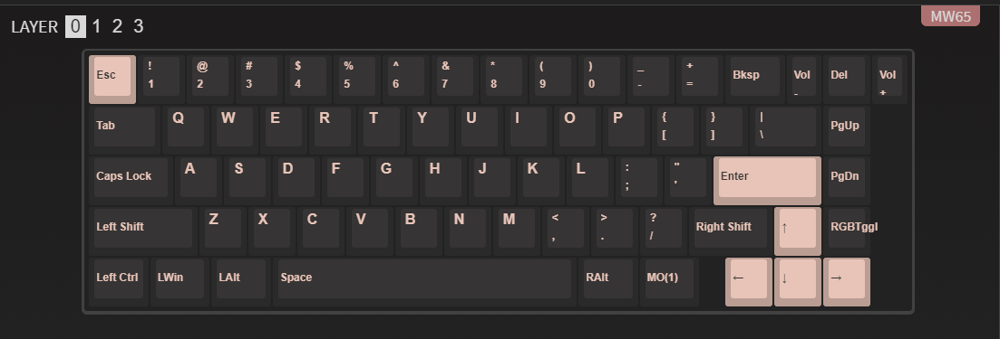 LAYER 0 1 2 3
MW65
Esc ! 1 @ 2 # 3 $ 4 % 5 ^ 6 & 7 * 8 ( 9 ) 0 _ - + = Bksp Vol - Del Vol +
Tab Q W E R T Y U I O P { [ } ] | \ PgUp
Caps Lock A S D F G H J K L : ; " ' Enter PgDn
Left Shift Z X C V B N M < , > . ? / Right Shift ↑ RGBTggl
Left Ctrl LWin LAlt Space RAlt MO(1) ← ↓ →